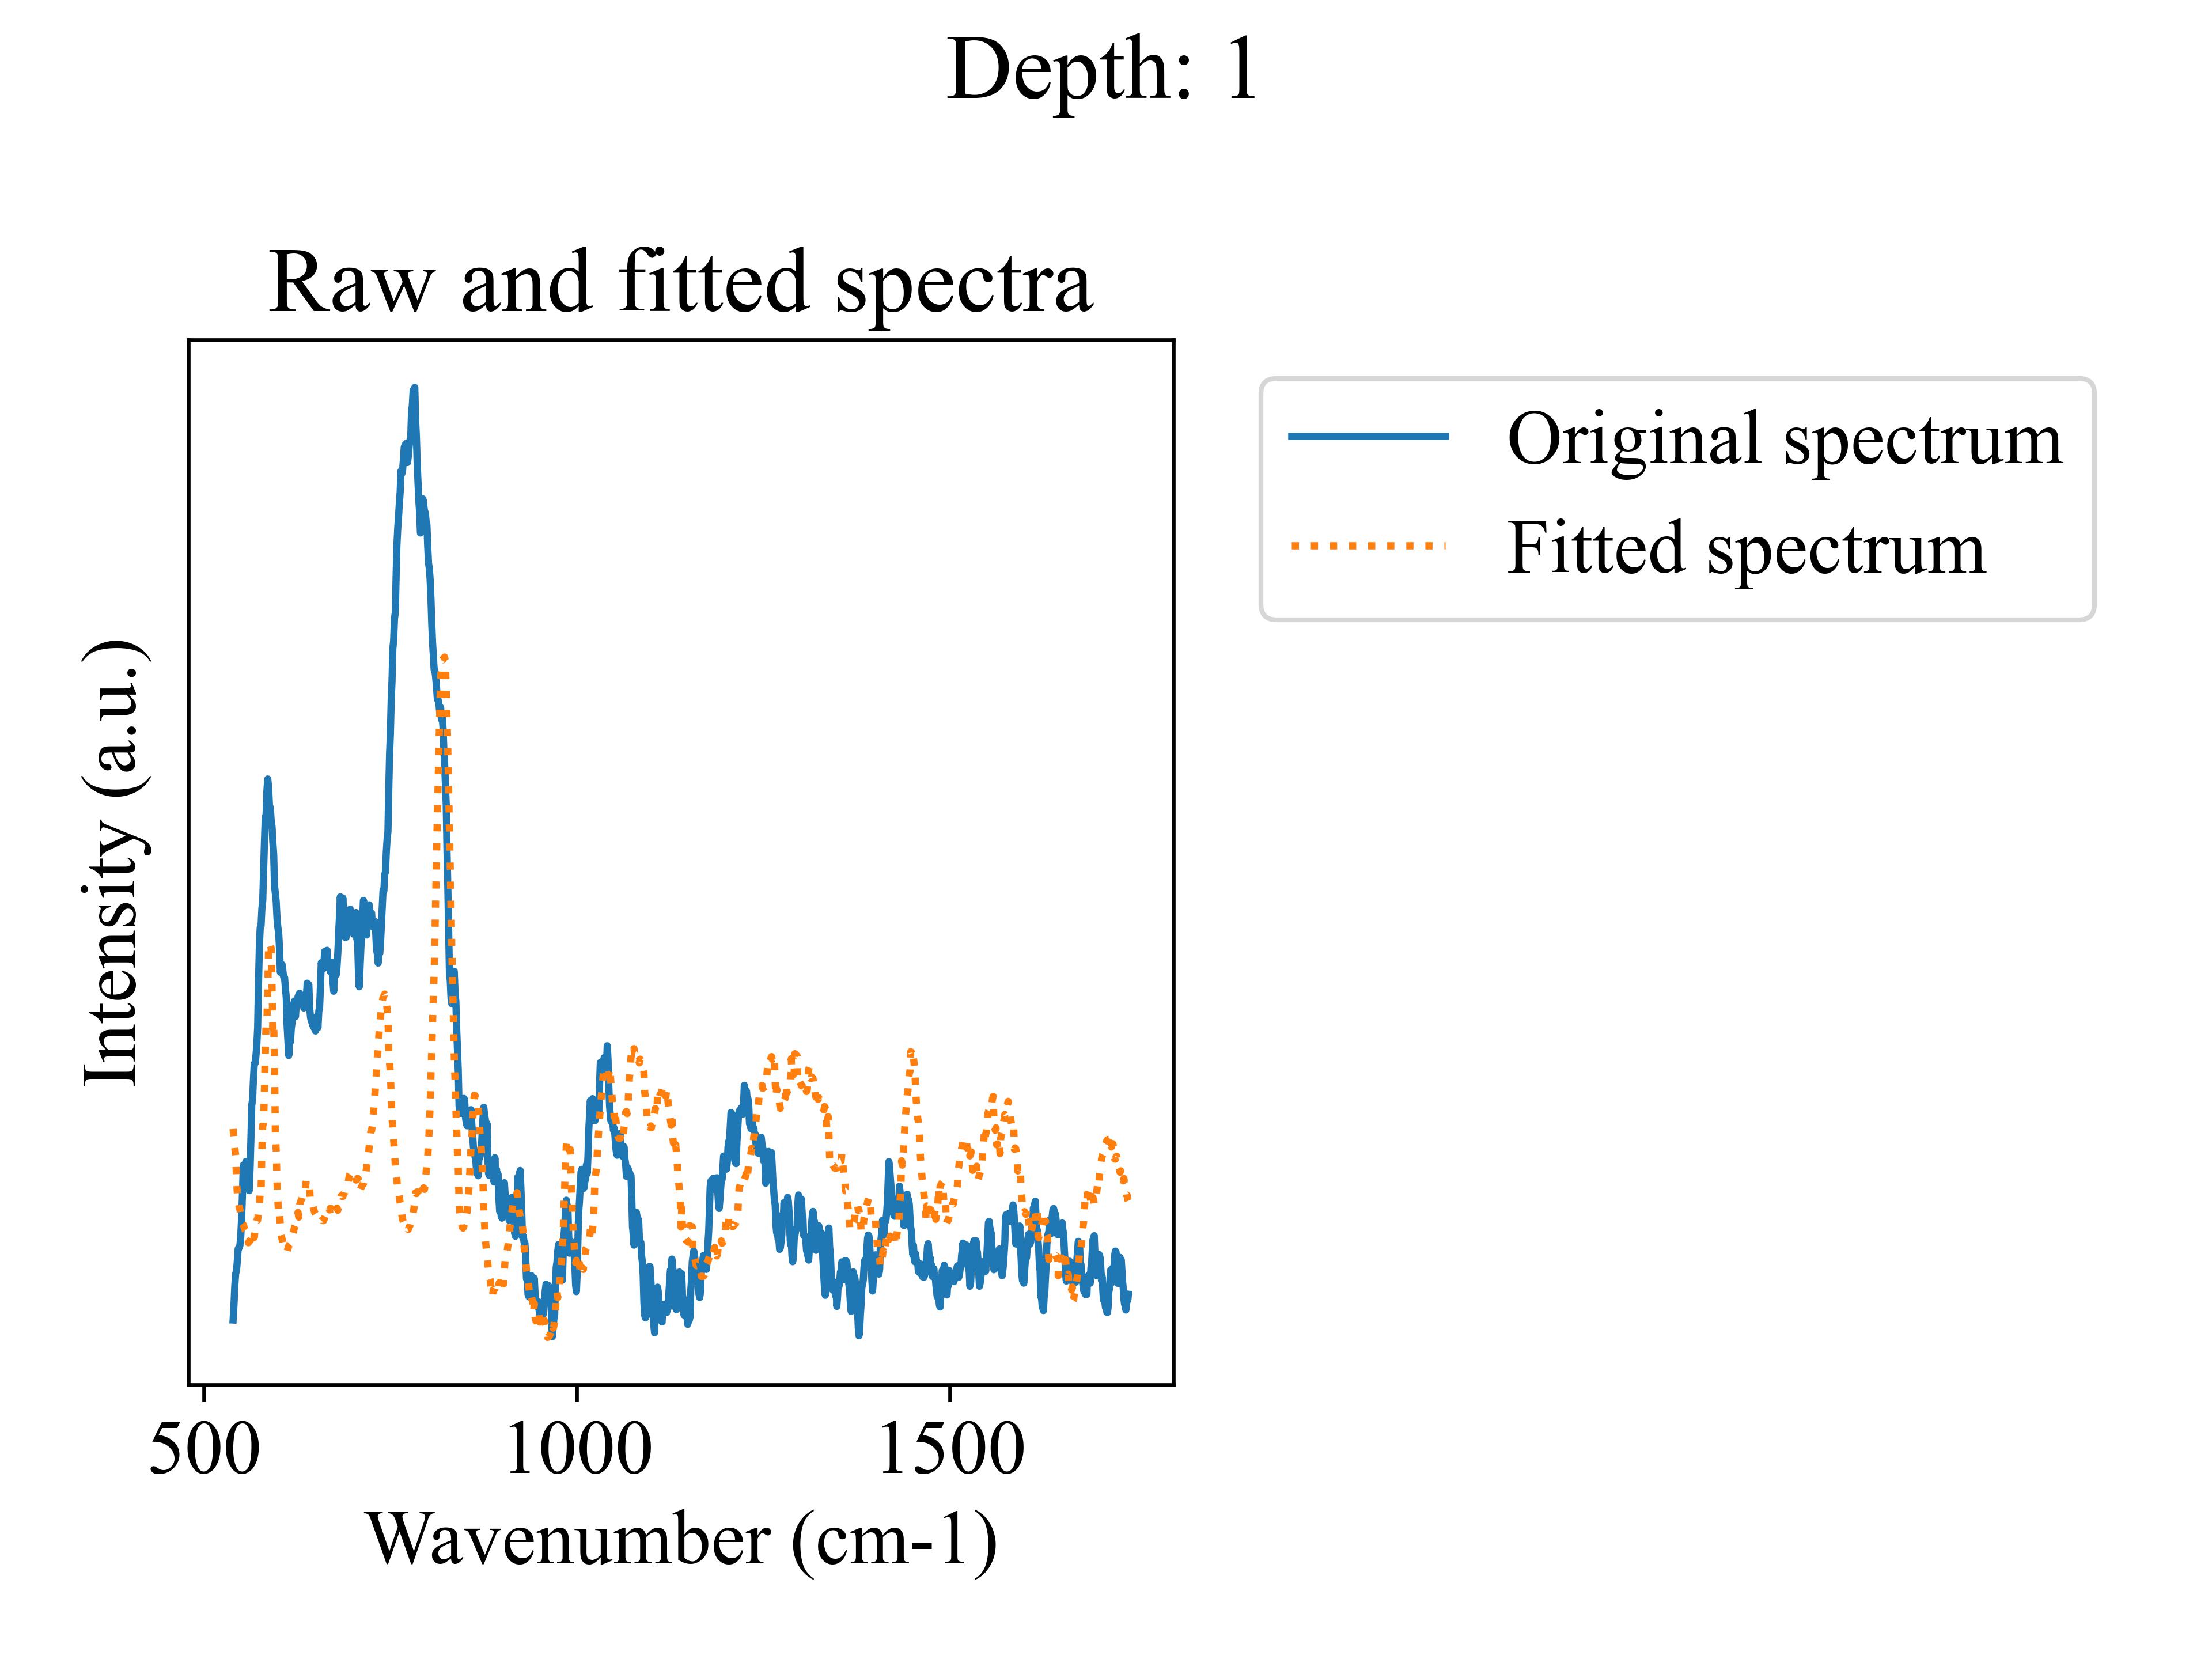 Depth: 1
Raw and fitted spectra
Original spectrum
Fitted spectrum
Intensity (a.u.)
500 1000 1500
Wavenumber (cm-1)